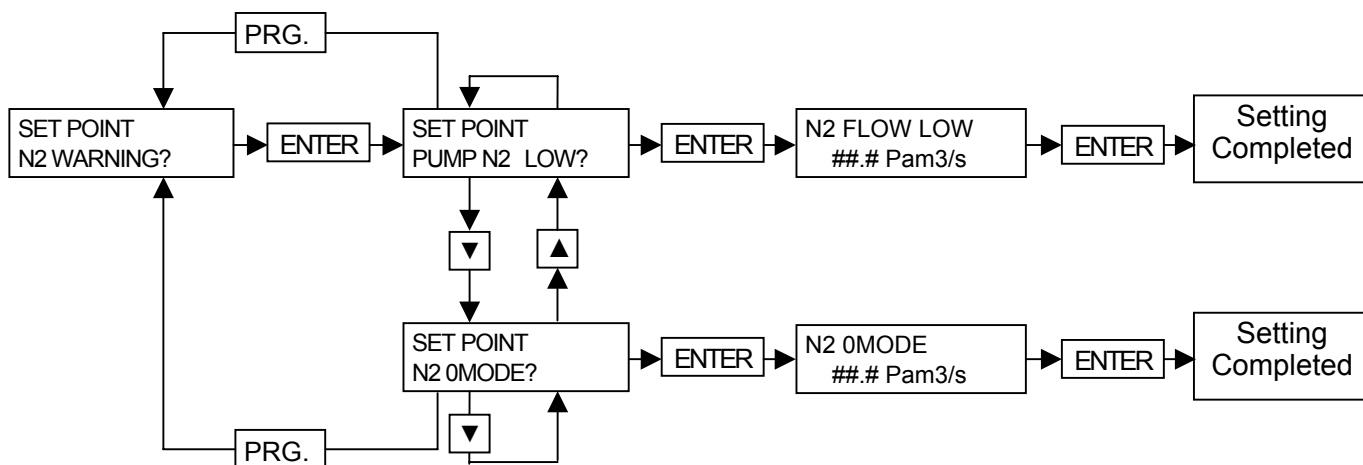 PRG.
SET POINT
N2 WARNING?
ENTER
SET POINT
PUMP N2 LOW?
ENTER
N2 FLOW LOW
##.# Pam3/s
ENTER
Setting
Completed
▼
▲
SET POINT
N2 0MODE?
ENTER
N2 0MODE
##.# Pam3/s
ENTER
Setting
Completed
▼
PRG.